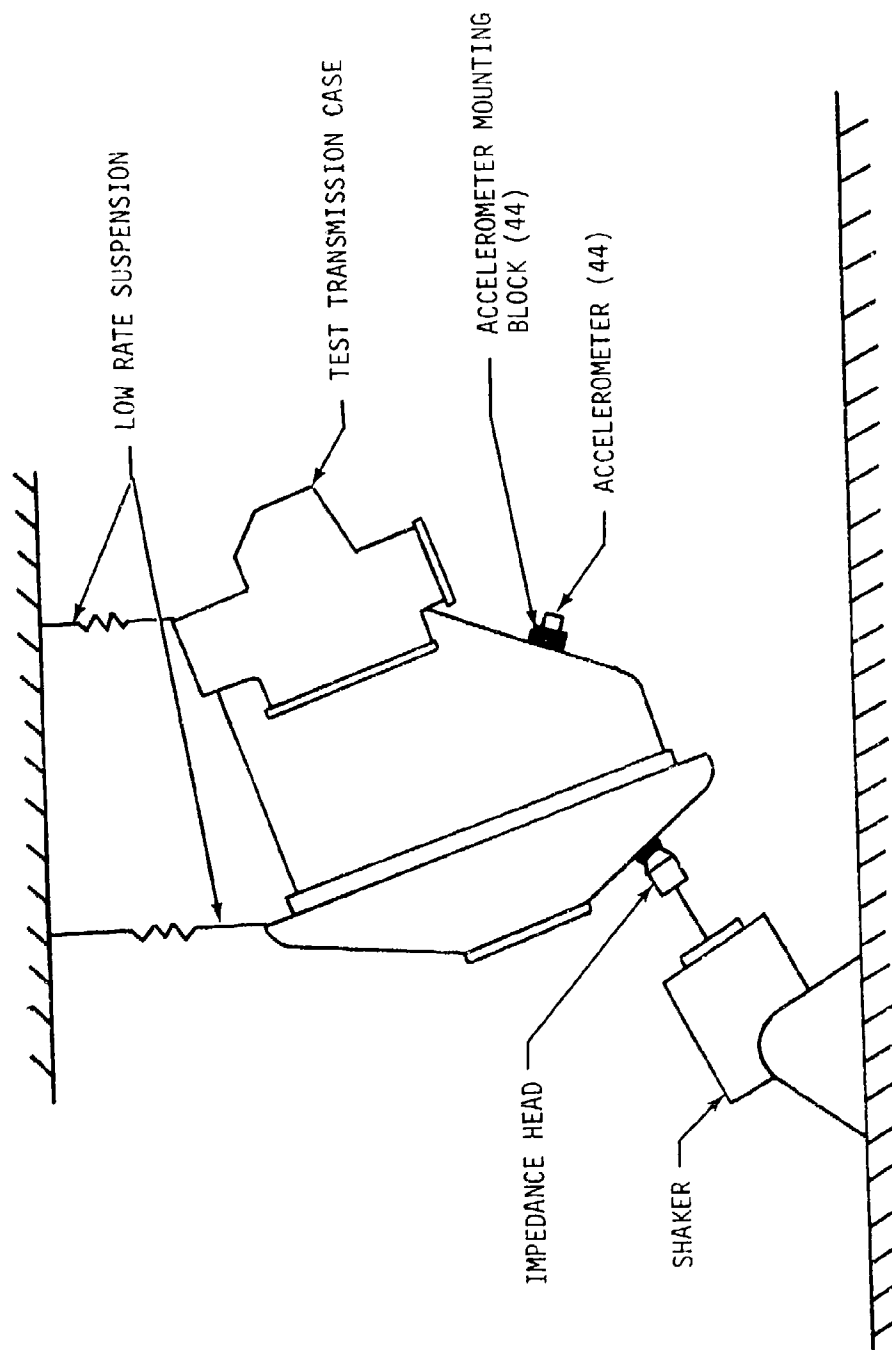 LOW RATE SUSPENSION
TEST TRANSMISSION CASE
ACCELEROMETER MOUNTING
BLOCK (44)
ACCELEROMETER (44)
IMPEDANCE HEAD
SHAKER